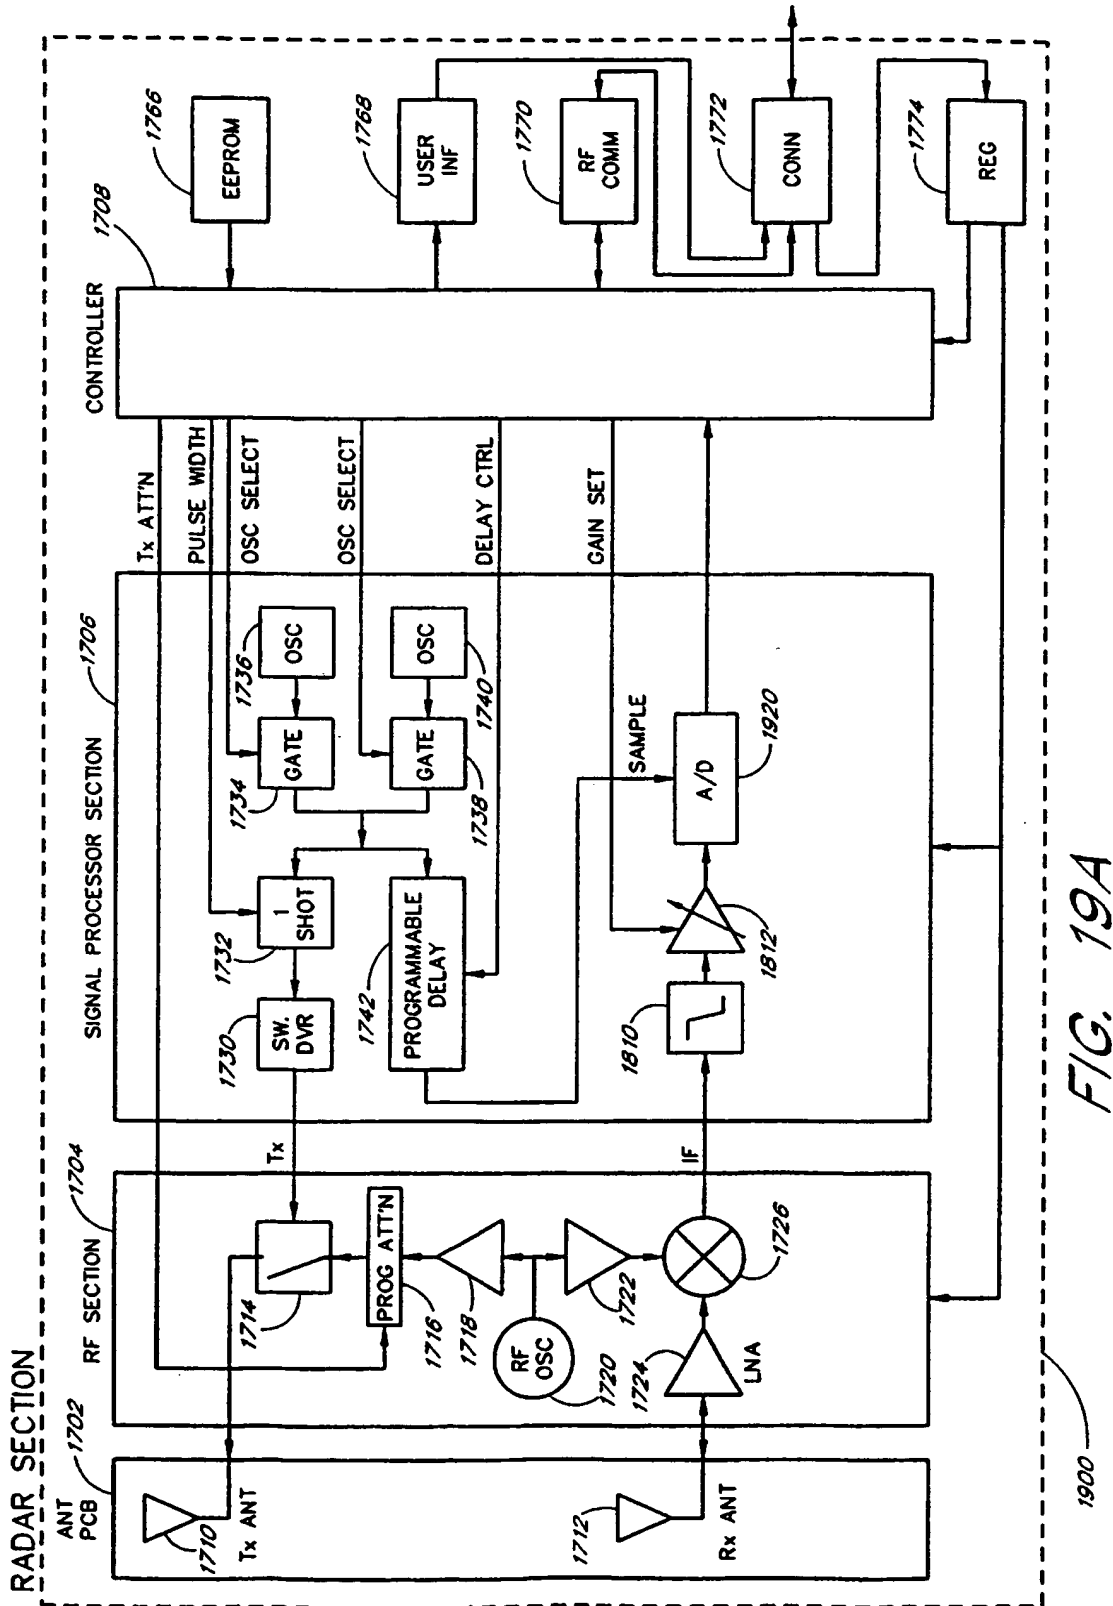 RADAR SECTION
ANT
PCB
1702
1710
Tx ANT
1712
Rx ANT
RF SECTION
1704
1714
PROG ATT'N
1716
1718
RF
OSC
1720
1722
1724
LNA
1726
Tx
IF
SIGNAL PROCESSOR SECTION
1706
SW.
DVR
1730
1
SHOT
1732
GATE
1734
OSC
1736
GATE
1738
OSC
1740
PROGRAMMABLE
DELAY
1742
1810
1812
SAMPLE
A/D
1920
Tx ATT'N
PULSE WIDTH
OSC SELECT
OSC SELECT
DELAY CTRL
GAIN SET
CONTROLLER
1708
EEPROM
1766
USER
INF
1768
RF
COMM
1770
CONN
1772
REG
1774
1900
FIG. 19A